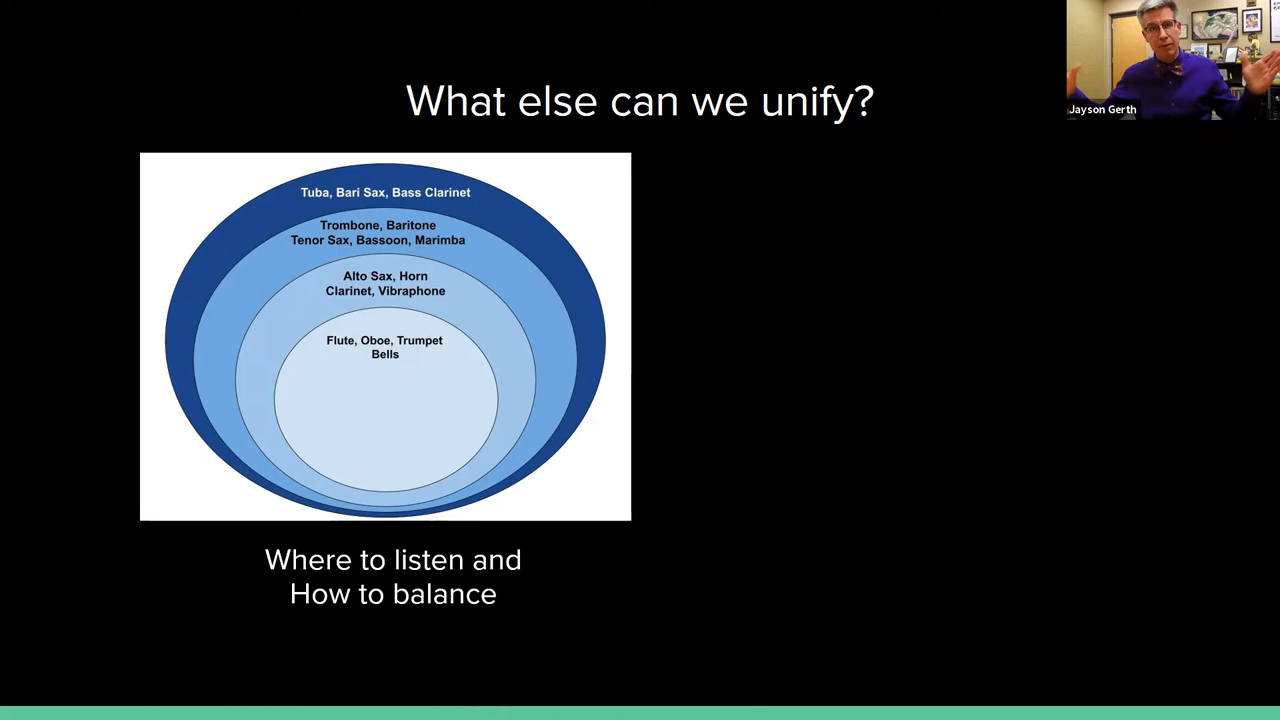 What else can we unify?
Jayson Gerth
Tuba, Bari Sax, Bass Clarinet
Trombone, Baritone
Tenor Sax, Bassoon, Marimba
Alto Sax, Horn
Clarinet, Vibraphone
Flute, Oboe, Trumpet
Bells
Where to listen and
How to balance